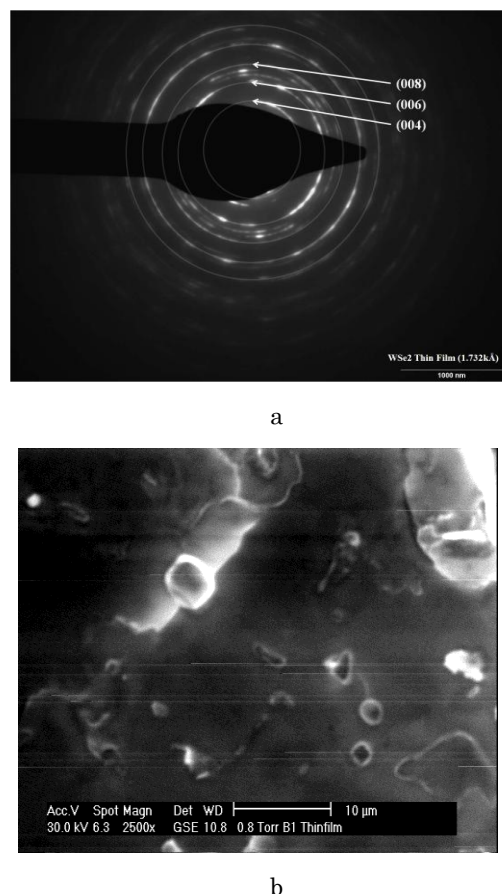 (008)
(006)
(004)
WSe2 Thin Film (1.732kÅ)
1000 nm
a
Acc.V Spot Magn Det WD 10 µm
30.0 kV 6.3 2500x GSE 10.8 0.8 Torr B1 Thinfilm
b